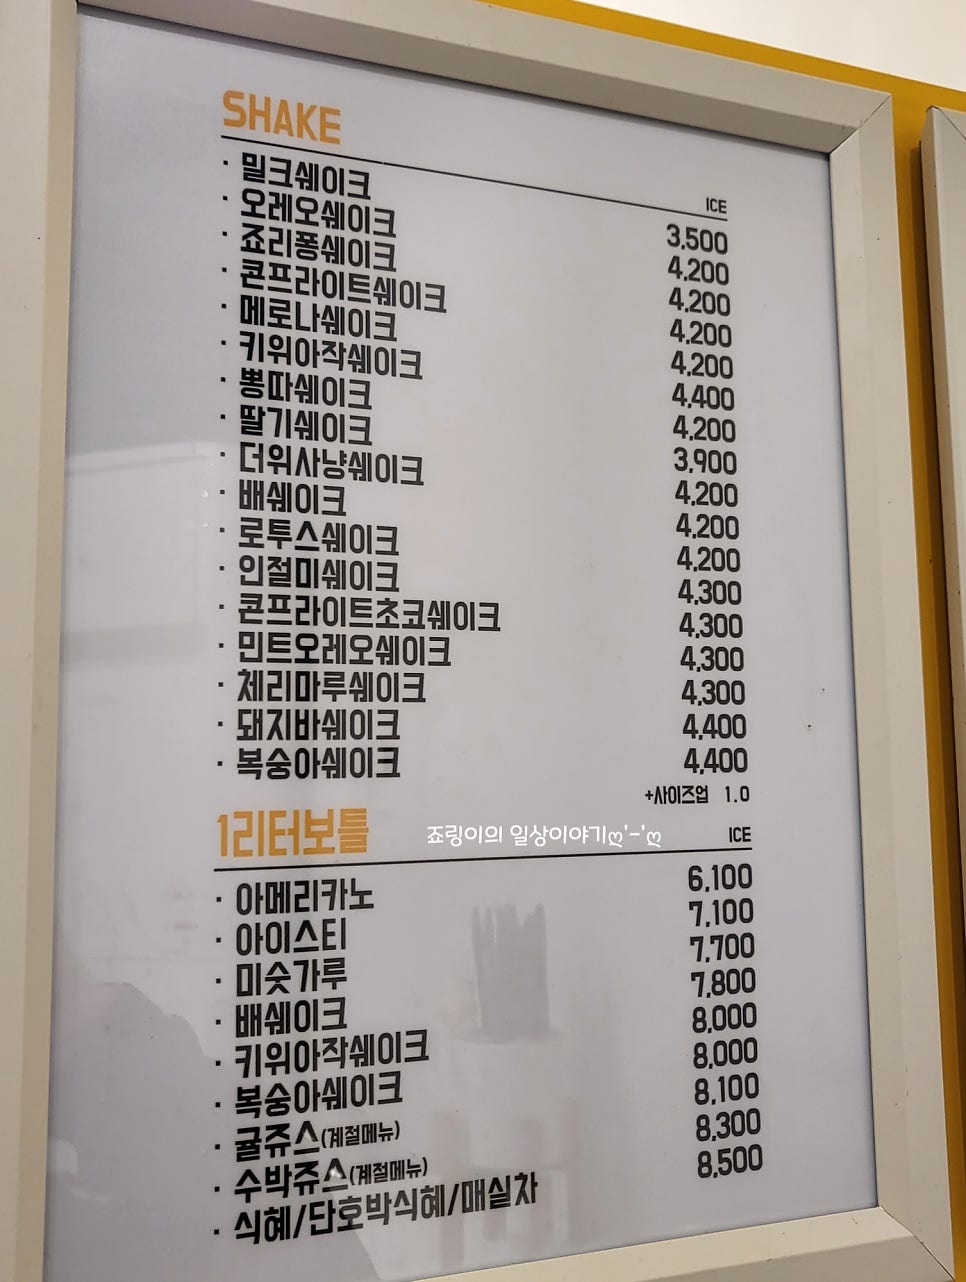 SHAKE
ICE
· 밀크쉐이크 3,500
· 오레오쉐이크 4,200
· 죠리퐁쉐이크 4,200
· 콘프라이트쉐이크 4,200
· 메로나쉐이크 4,200
· 키위아작쉐이크 4,400
· 뽕따쉐이크 4,200
· 딸기쉐이크 3,900
· 더위사냥쉐이크 4,200
· 배쉐이크 4,200
· 로투스쉐이크 4,200
· 인절미쉐이크 4,300
· 콘프라이트초코쉐이크 4,300
· 민트오레오쉐이크 4,300
· 체리마루쉐이크 4,300
· 돼지바쉐이크 4,400
· 복숭아쉐이크 4,400
+사이즈업 1.0
1리터보틀
죠링이의 일상이야기ღ'-'ღ
ICE
· 아메리카노 6,100
· 아이스티 7,100
· 미숫가루 7,700
· 배쉐이크 7,800
· 키위아작쉐이크 8,000
· 복숭아쉐이크 8,000
· 귤쥬스(계절메뉴) 8,100
· 수박쥬스(계절메뉴) 8,300
· 식혜/단호박식혜/매실차 8,500